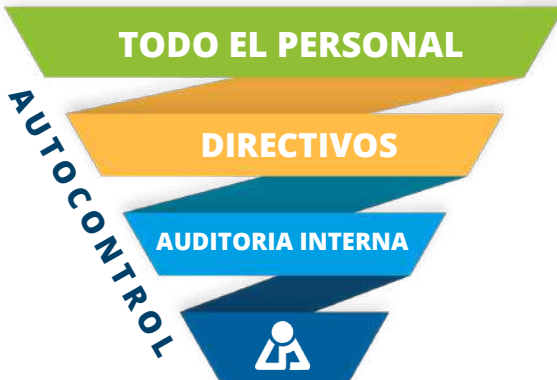 TODO EL PERSONAL
AUTOCONTROL
DIRECTIVOS
AUDITORIA INTERNA